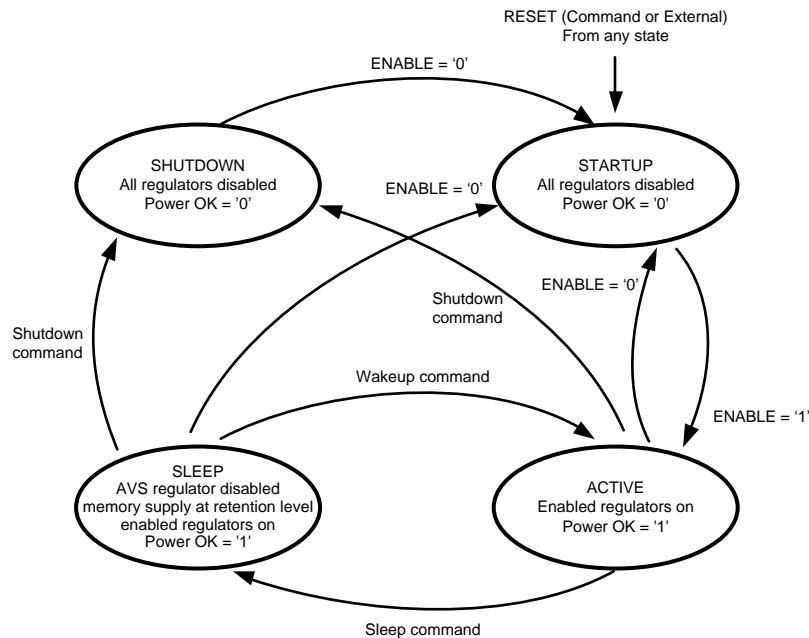 RESET (Command or External)
From any state
ENABLE = ‘0’
SHUTDOWN
All regulators disabled
Power OK = '0'
STARTUP
All regulators disabled
Power OK = '0'
ENABLE = ‘0’
ENABLE = ‘0’
Shutdown
command
Shutdown
command
Wakeup command
ENABLE = ‘1’
SLEEP
AVS regulator disabled
memory supply at retention level
enabled regulators on
Power OK = '1'
ACTIVE
Enabled regulators on
Power OK = '1'
Sleep command